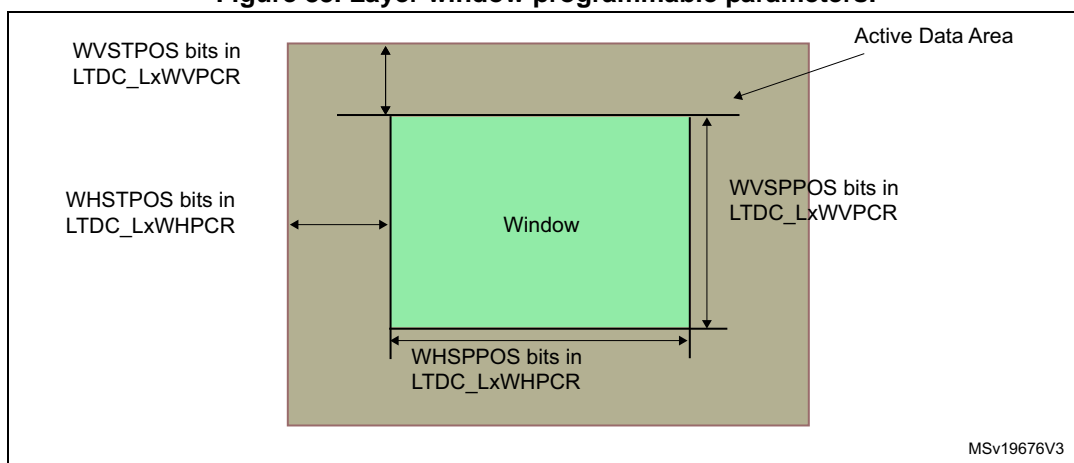 Figure Layer window programmable parameters.
WVSTPOS bits in
LTDC_LxWVPCR
Active Data Area
WHSTPOS bits in
LTDC_LxWHPCR
Window
WVSPPOS bits in
LTDC_LxWVPCR
WHSPPOS bits in
LTDC_LxWHPCR
MSv19676V3